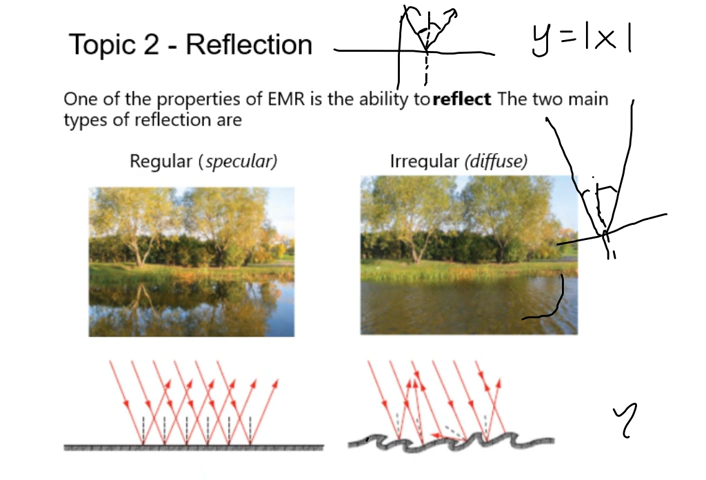 Topic 2 - Reflection
y = |x|
One of the properties of EMR is the ability to reflect The two main
types of reflection are
Regular (specular)
Irregular (diffuse)